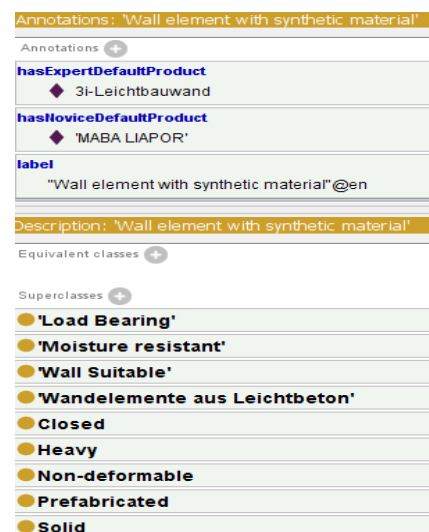 Annotations: 'Wall element with synthetic material'
Annotations
hasExpertDefaultProduct
3i-Leichtbauwand
hasNoviceDefaultProduct
'MABA LIAPOR'
label
"Wall element with synthetic material"@en
Description: 'Wall element with synthetic material'
Equivalent classes
Superclasses
'Load Bearing'
'Moisture resistant'
'Wall Suitable'
'Wandelemente aus Leichtbeton'
Closed
Heavy
Non-deformable
Prefabricated
Solid